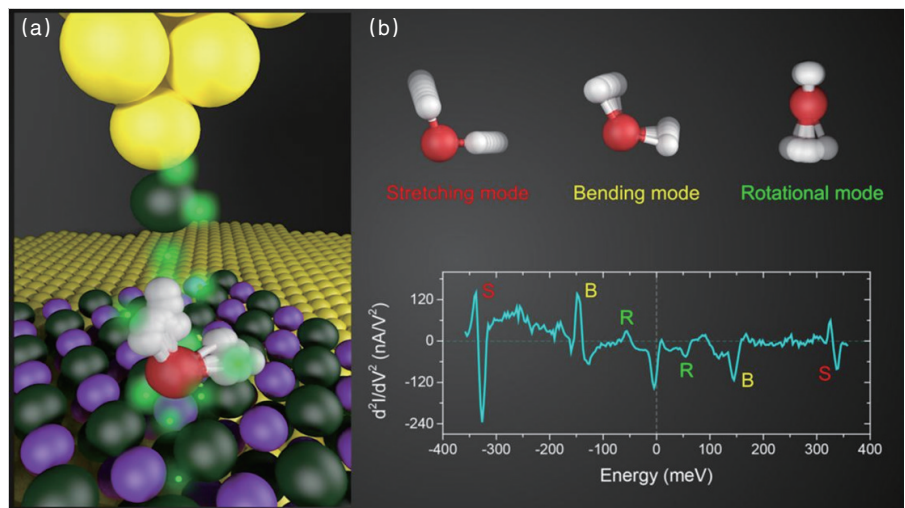 (a)
(b)
Stretching mode
Bending mode
Rotational mode
S
B
R
R
B
S
d²I/dV² (nA/V²)
120
0
-120
-240
-400 -300 -200 -100 0 100 200 300 400
Energy (meV)